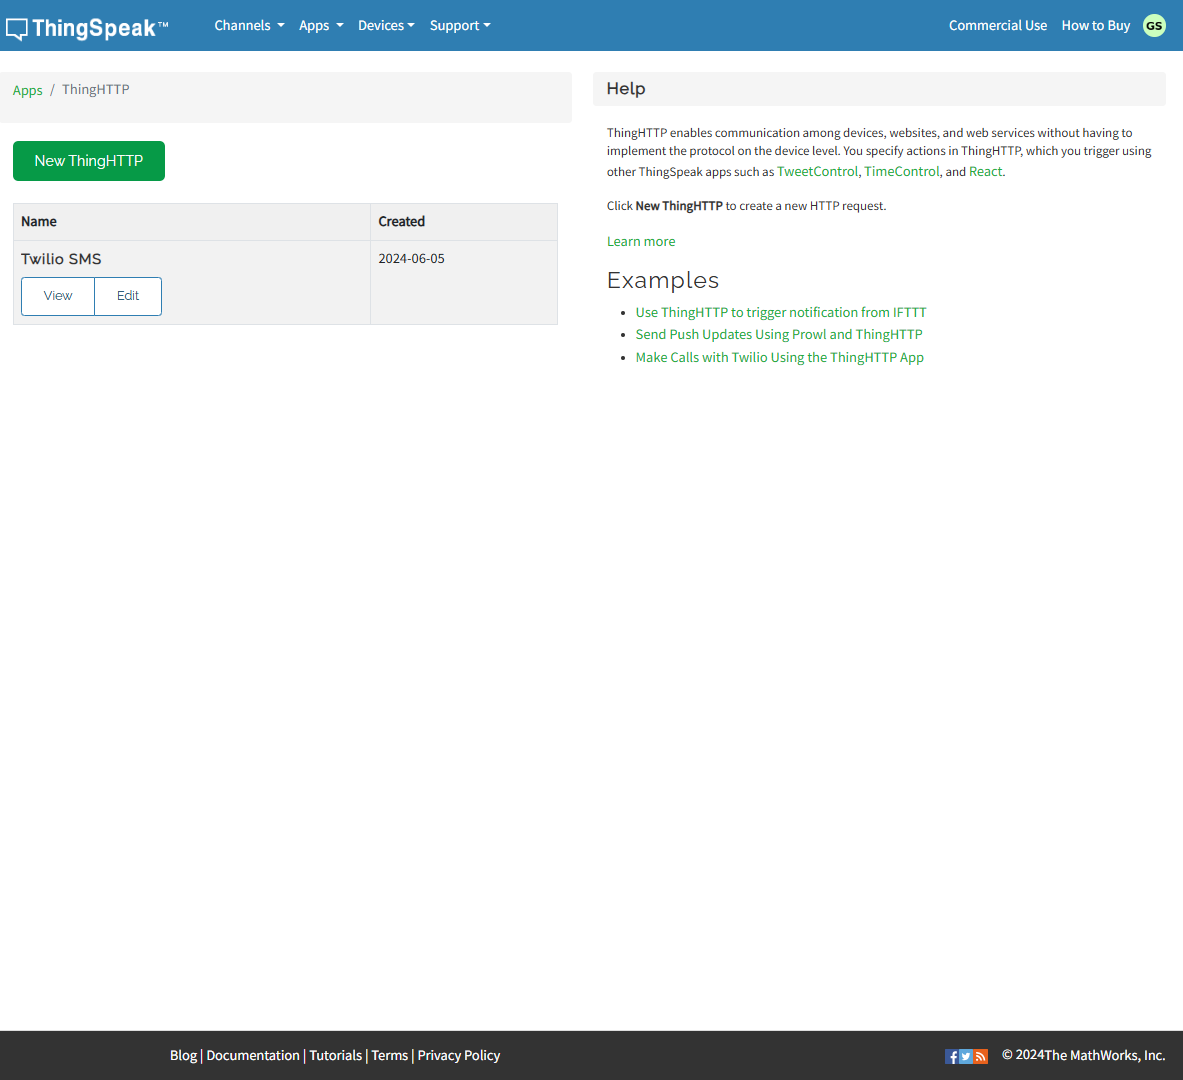 ThingSpeak™
Channels
Apps
Devices
Support
Commercial Use
How to Buy
GS
Apps / ThingHTTP
New ThingHTTP
Name
Created
Twilio SMS
2024-06-05
View
Edit
Help
ThingHTTP enables communication among devices, websites, and web services without having to
implement the protocol on the device level. You specify actions in ThingHTTP, which you trigger using
other ThingSpeak apps such as TweetControl, TimeControl, and React.
Click New ThingHTTP to create a new HTTP request.
Learn more
Examples
Use ThingHTTP to trigger notification from IFTTT
Send Push Updates Using Prowl and ThingHTTP
Make Calls with Twilio Using the ThingHTTP App
Blog | Documentation | Tutorials | Terms | Privacy Policy
© 2024The MathWorks, Inc.